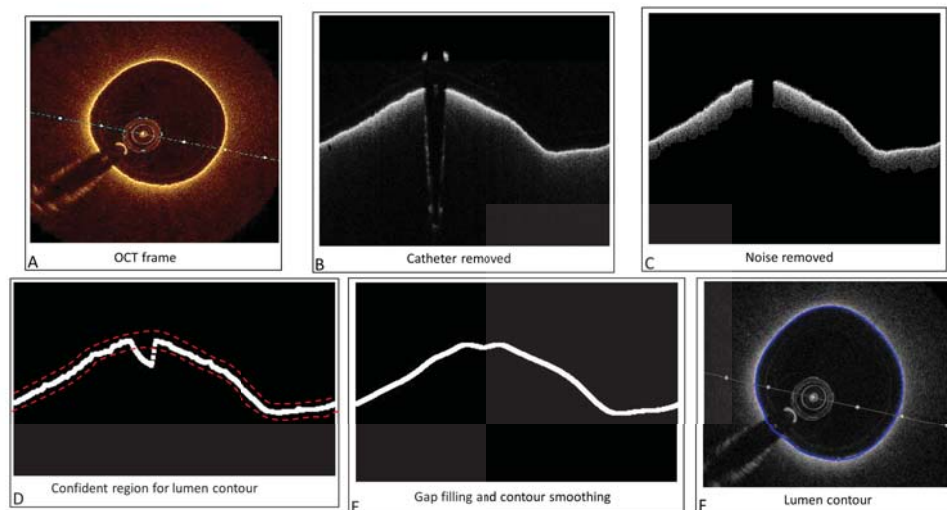 A OCT frame
B Catheter removed
C Noise removed
D Confident region for lumen contour
E Gap filling and contour smoothing
F Lumen contour